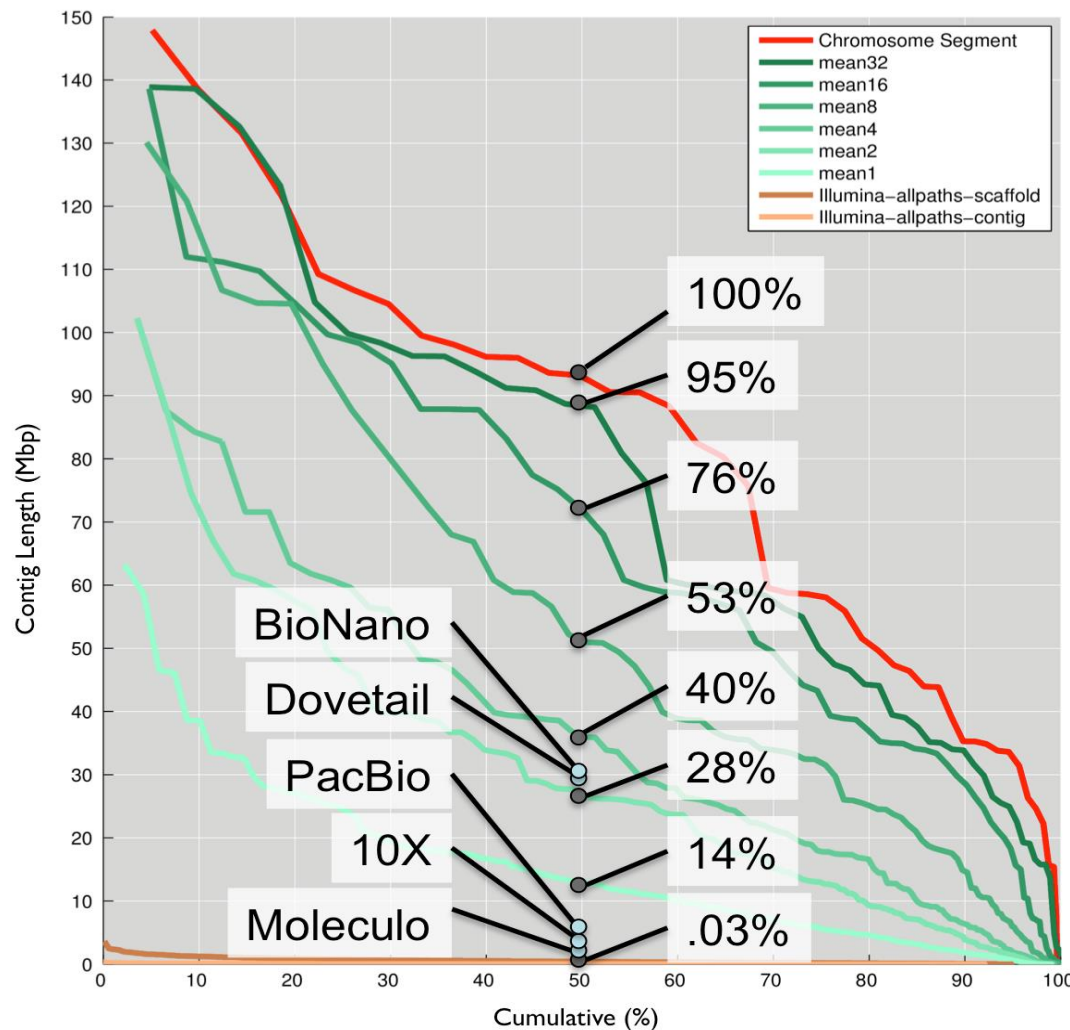 150
140
130
120
110
100
90
80
70
60
50
40
30
20
10
0
Contig Length (Mbp)
Chromosome Segment
mean32
mean16
mean8
mean4
mean2
mean1
Illumina−allpaths−scaffold
Illumina−allpaths−contig
100%
95%
76%
53%
40%
28%
14%
.03%
BioNano
Dovetail
PacBio
10X
Moleculo
0 10 20 30 40 50 60 70 80 90 100
Cumulative (%)